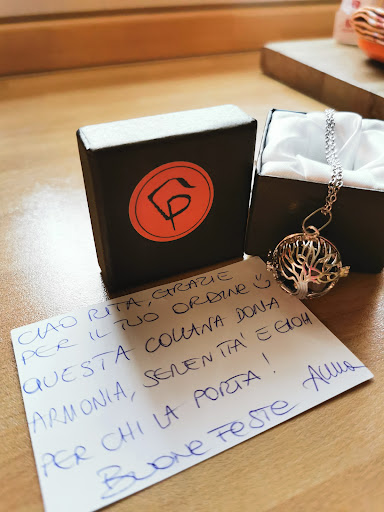 CIAO RITA, GRAZIE
PER IL TUO ORDINE
QUESTA COLLANA DONA
ARMONIA, SERENITÀ E GIOIA
PER CHI LA PORTA!
BUONE FESTE Anna